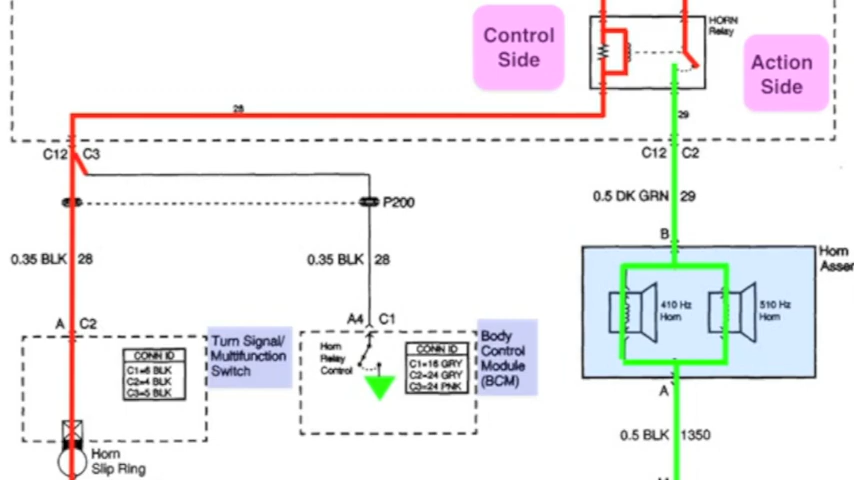 HORN
Relay
Control
Side
Action
Side
28
29
C12 C3
C12 C2
P200
0.5 DK GRN 29
B
0.35 BLK 28
0.35 BLK 28
Horn
Asser
410 Hz
Horn
510 Hz
Horn
A C2
A4 C1
Turn Signal/
Multifunction
Switch
CONN ID
C1=6 BLK
C2=4 BLK
C3=5 BLK
Horn
Relay
Control
CONN ID
C1=16 GRY
C2=24 GRY
C3=24 PNK
Body
Control
Module
(BCM)
A
0.5 BLK 1350
Horn
Slip Ring